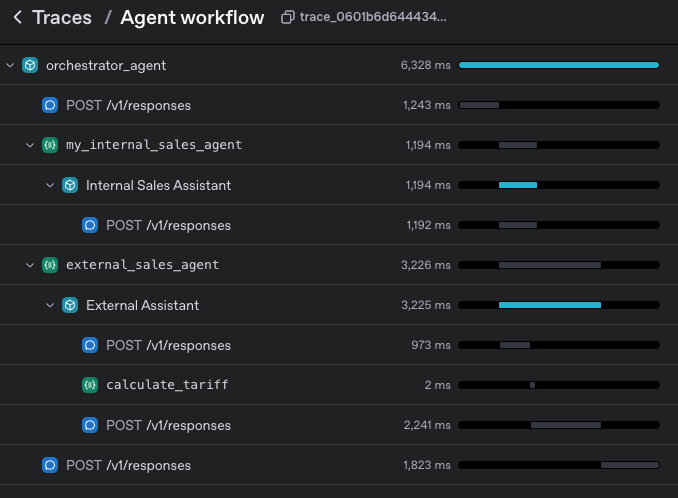 Traces / Agent workflow trace_0601b6d644434...
orchestrator_agent 6,328 ms
POST /v1/responses 1,243 ms
my_internal_sales_agent 1,194 ms
Internal Sales Assistant 1,194 ms
POST /v1/responses 1,192 ms
external_sales_agent 3,226 ms
External Assistant 3,225 ms
POST /v1/responses 973 ms
calculate_tariff 2 ms
POST /v1/responses 2,241 ms
POST /v1/responses 1,823 ms